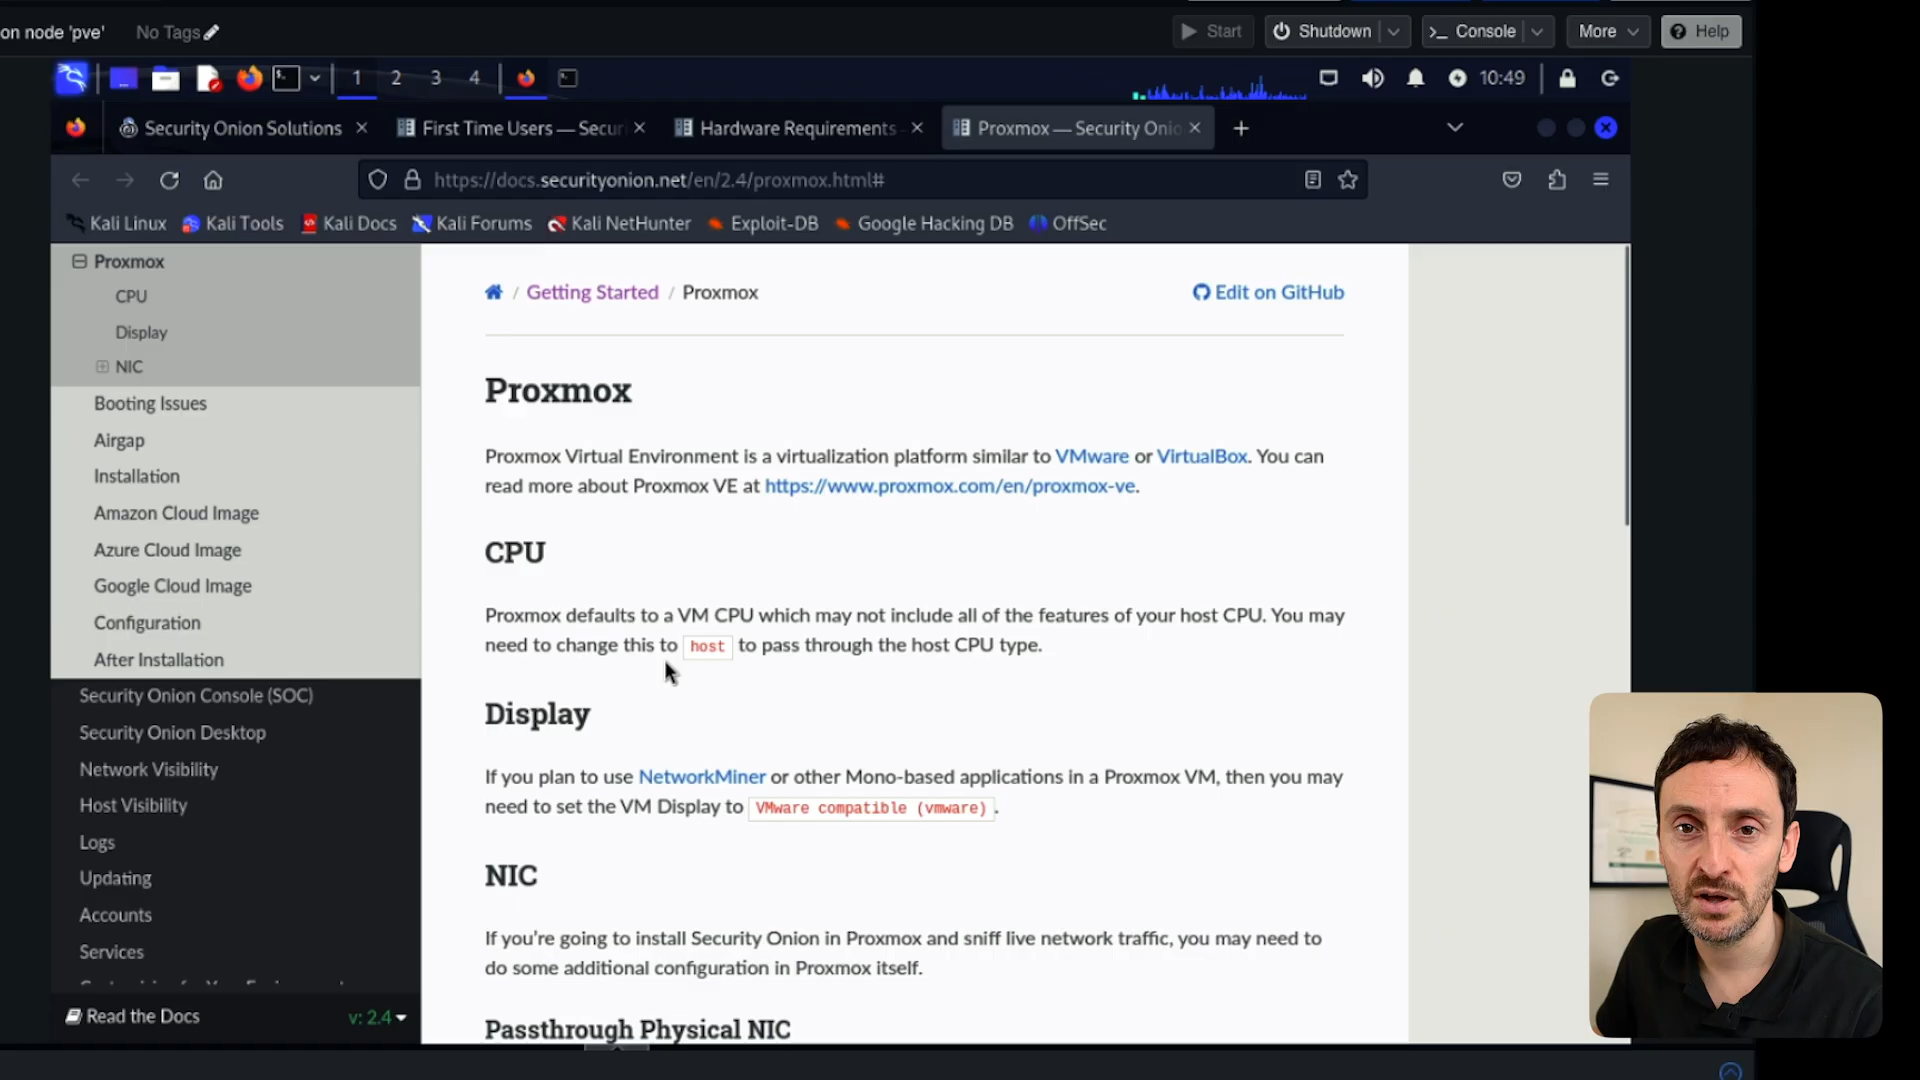 on node 'pve'
No Tags
Start
Shutdown
Console
More
Help
1
2
3
4
10:49
Security Onion Solutions
First Time Users — Secur
Hardware Requirements
Proxmox — Security Onio
https://docs.securityonion.net/en/2.4/proxmox.html#
Kali Linux
Kali Tools
Kali Docs
Kali Forums
Kali NetHunter
Exploit-DB
Google Hacking DB
OffSec
Proxmox
CPU
Display
NIC
Booting Issues
Airgap
Installation
Amazon Cloud Image
Azure Cloud Image
Google Cloud Image
Configuration
After Installation
Security Onion Console (SOC)
Security Onion Desktop
Network Visibility
Host Visibility
Logs
Updating
Accounts
Services
Read the Docs
v: 2.4
/ Getting Started / Proxmox
Edit on GitHub
Proxmox
Proxmox Virtual Environment is a virtualization platform similar to VMware or VirtualBox. You can
read more about Proxmox VE at https://www.proxmox.com/en/proxmox-ve.
CPU
Proxmox defaults to a VM CPU which may not include all of the features of your host CPU. You may
need to change this to host to pass through the host CPU type.
Display
If you plan to use NetworkMiner or other Mono-based applications in a Proxmox VM, then you may
need to set the VM Display to VMware compatible (vmware).
NIC
If you're going to install Security Onion in Proxmox and sniff live network traffic, you may need to
do some additional configuration in Proxmox itself.
Passthrough Physical NIC